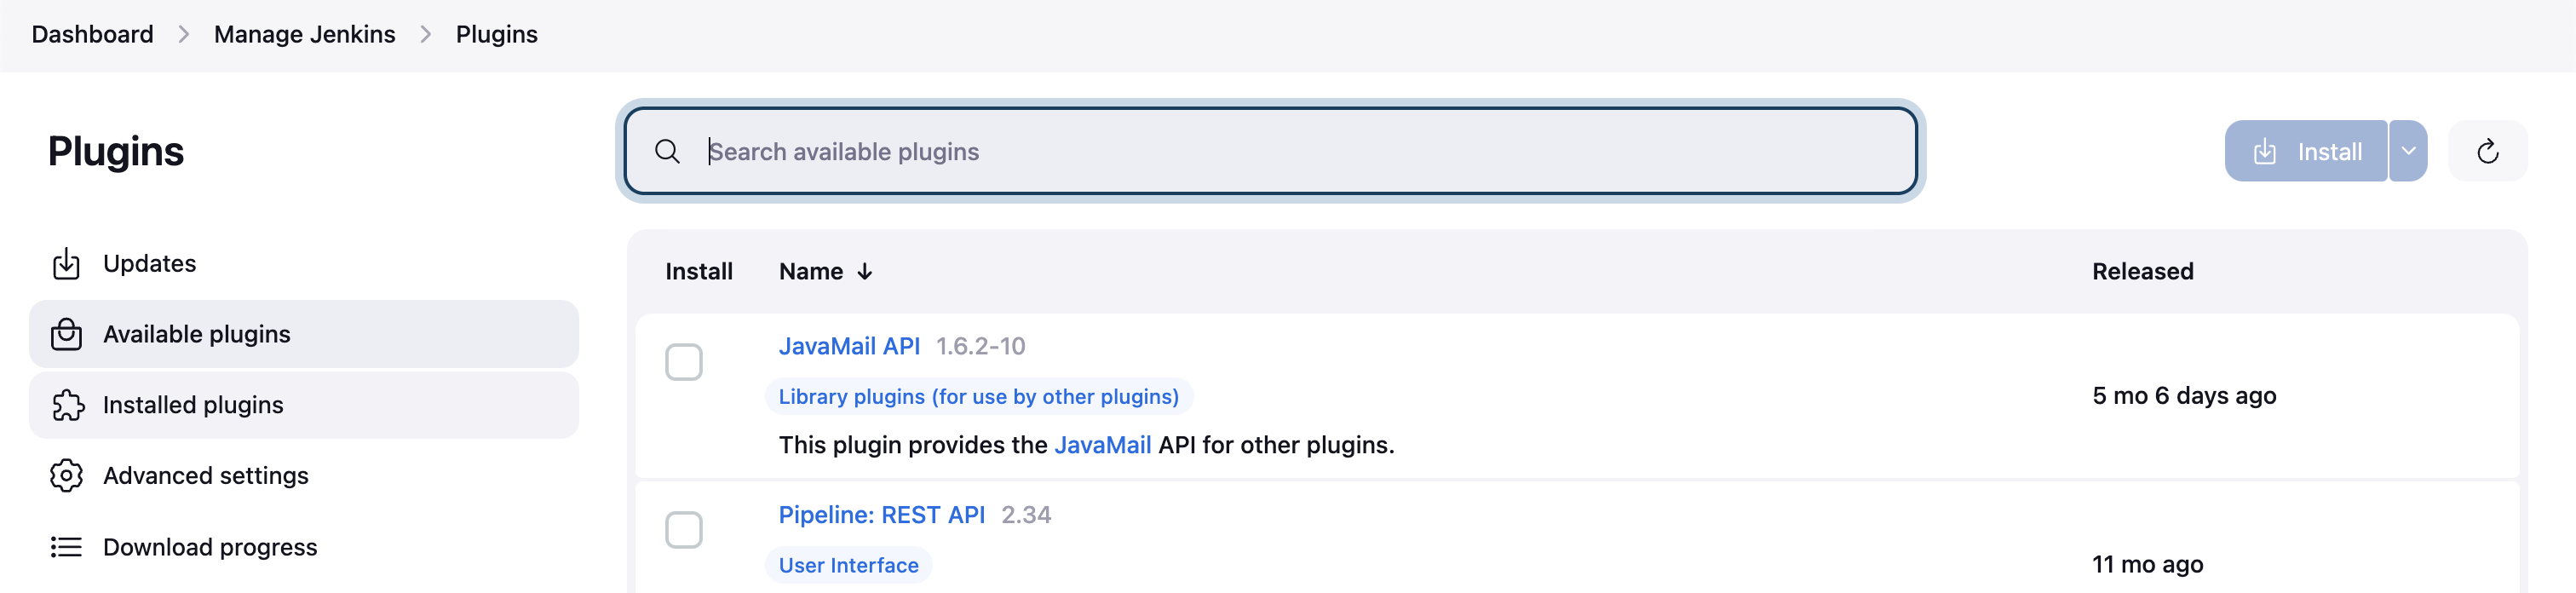 Dashboard > Manage Jenkins > Plugins
Plugins
Search available plugins
Install
Updates
Available plugins
Installed plugins
Advanced settings
Download progress
Install Name ↓ Released
JavaMail API 1.6.2-10
Library plugins (for use by other plugins)
This plugin provides the JavaMail API for other plugins.
5 mo 6 days ago
Pipeline: REST API 2.34
User Interface
11 mo ago